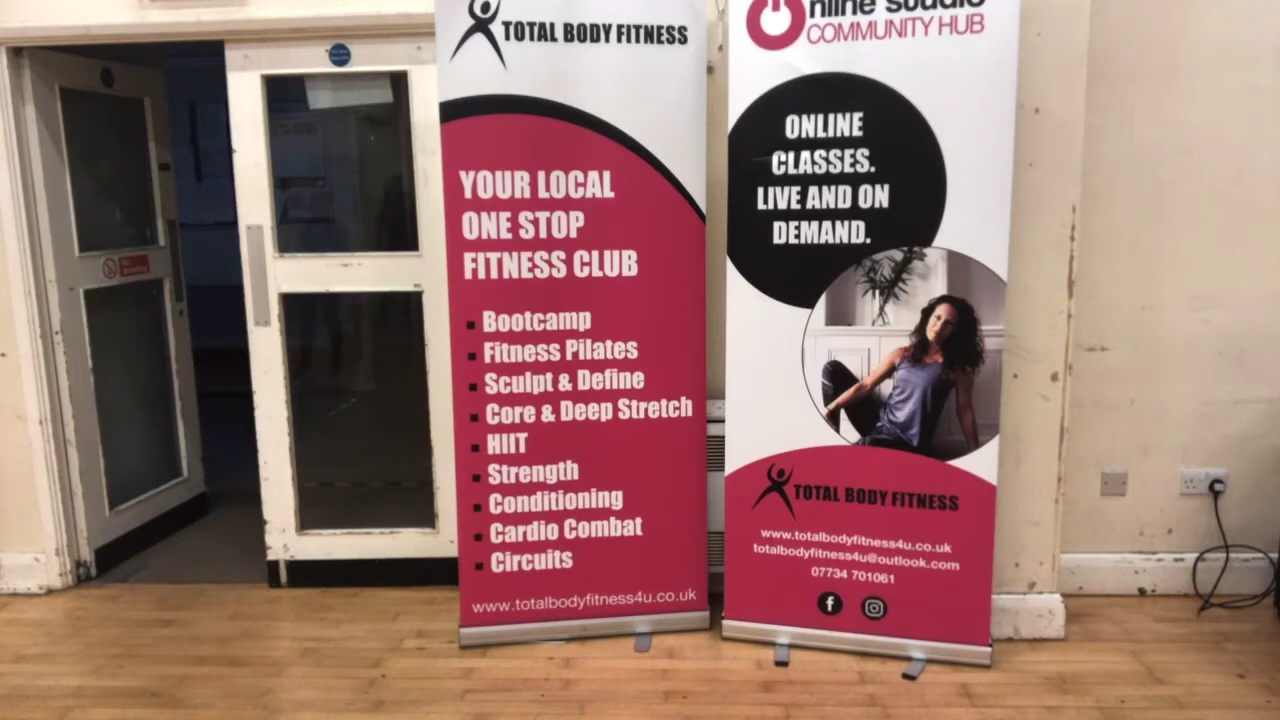 TOTAL BODY FITNESS
YOUR LOCAL
ONE STOP
FITNESS CLUB
Bootcamp
Fitness Pilates
Sculpt & Define
Core & Deep Stretch
HIIT
Strength
Conditioning
Cardio Combat
Circuits
www.totalbodyfitness4u.co.uk
nline studio
COMMUNITY HUB
ONLINE
CLASSES.
LIVE AND ON
DEMAND.
TOTAL BODY FITNESS
www.totalbodyfitness4u.co.uk
totalbodyfitness4u@outlook.com
07734 701061